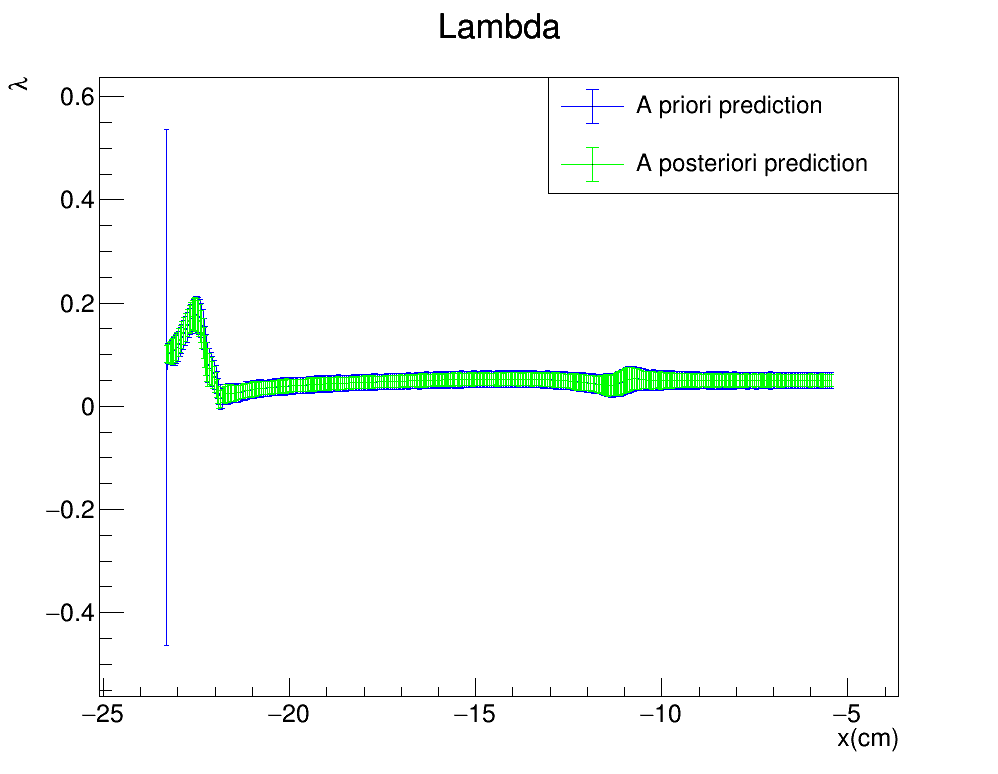 Lambda
λ
0.6
0.4
0.2
0
−0.2
−0.4
A priori prediction
A posteriori prediction
−25 −20 −15 −10 −5
x(cm)